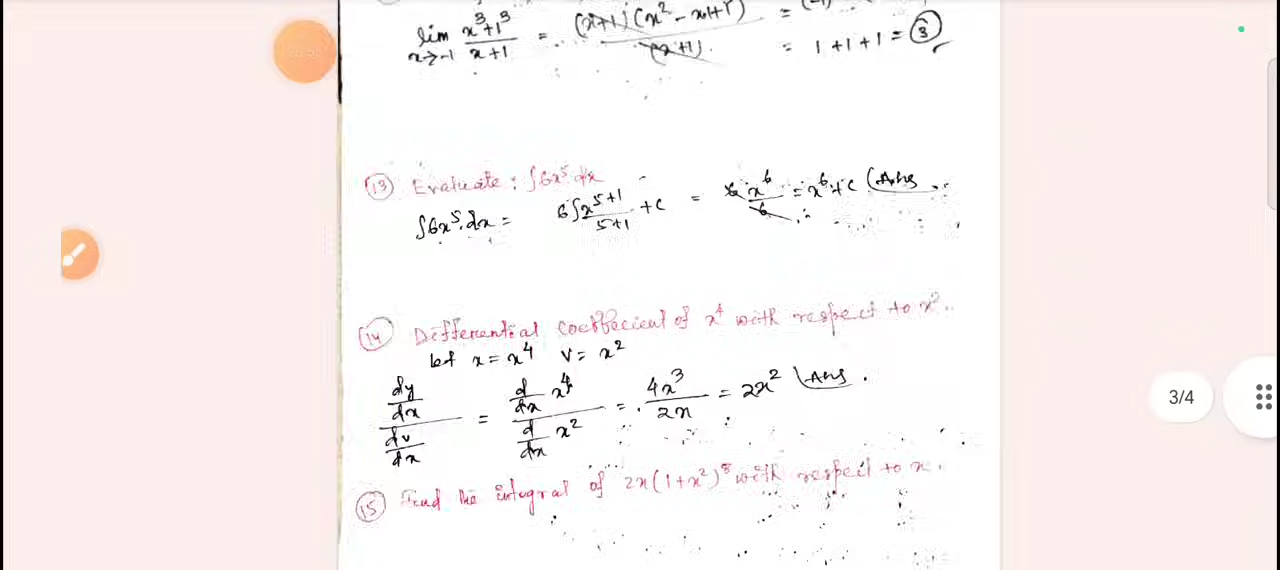 lim x→-1 x³+1³/x+1 = (x+1)(x² - x·1+1²)/(x+1) = (-1)
= 1+1+1 = 3
(13) Evaluate : ∫6x⁵ dx
∫6x⁵.dx = 6∫x⁵⁺¹/5+1 +c = 6x⁶/6 = x⁶+c (Ans
(14) Differential coefficient of x⁴ with respect to x².
let x = x⁴ v = x²
dy/dx / dv/dx = d/dx x⁴ / d/dx x² = 4x³/2x = 2x² (Ans.
(15) Find the integral of 2x(1+x²)⁸ with respect to x.
3/4